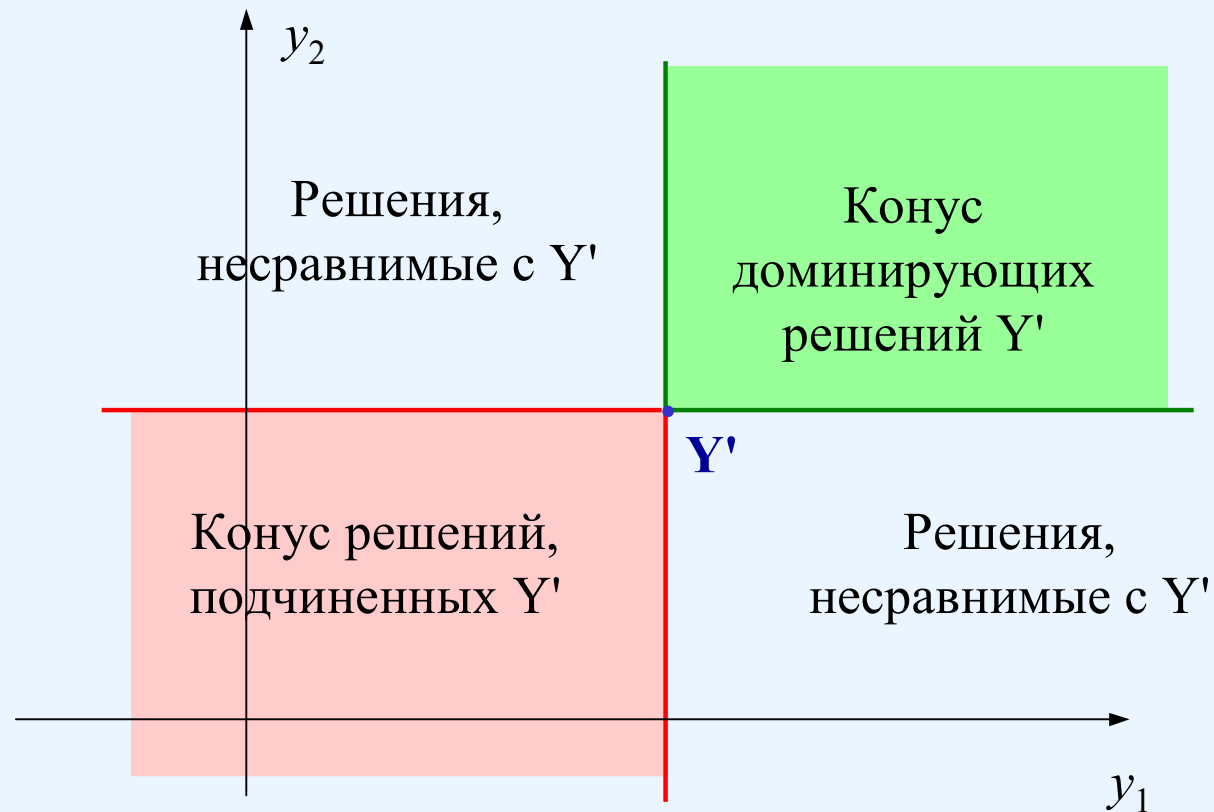 y2
Решения,
несравнимые с Y'
Конус
доминирующих
решений Y'
Y'
Конус решений,
подчиненных Y'
Решения,
несравнимые с Y'
y1